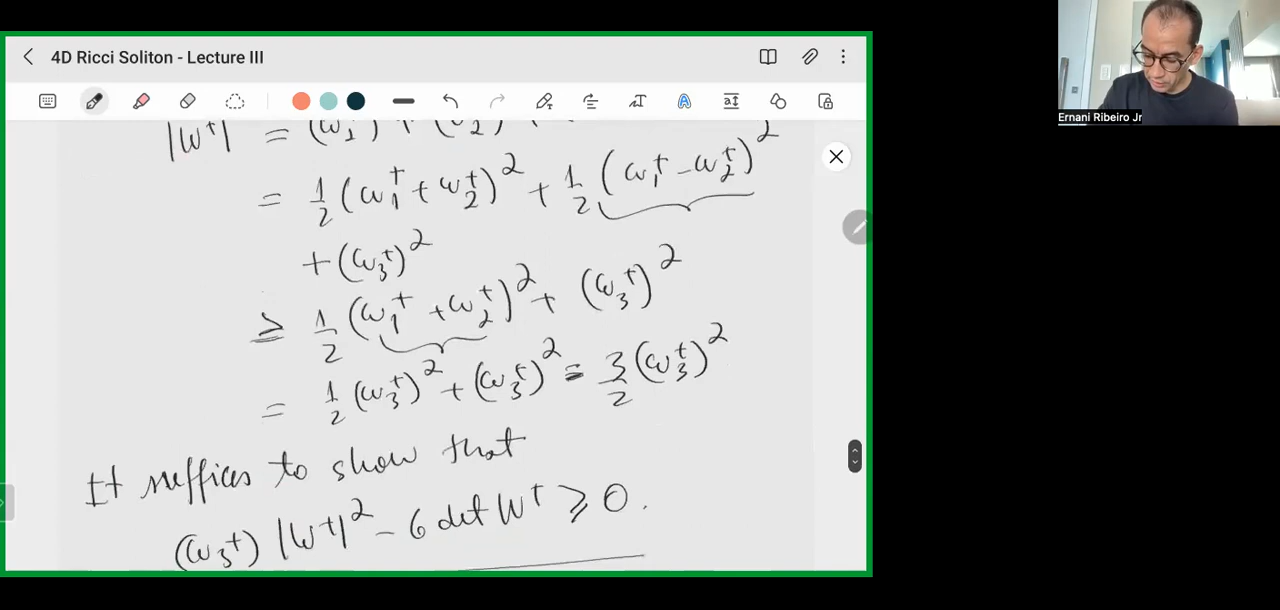 4D Ricci Soliton - Lecture III
|W⁺| = (ω₁⁺) + (ω₂⁺) +
= 1/2 (ω₁⁺ + ω₂⁺)² + 1/2 (ω₁⁺ - ω₂⁺)²
+ (ω₃⁺)²
≥ 1/2 (ω₁⁺ + ω₂⁺)² + (ω₃⁺)²
= 1/2 (ω₃⁺)² + (ω₃⁺)² = 3/2 (ω₃⁺)²
It suffices to show that
(ω₃⁺) |W⁺|² - 6 det W⁺ ≥ 0.
Ernani Ribeiro Jr